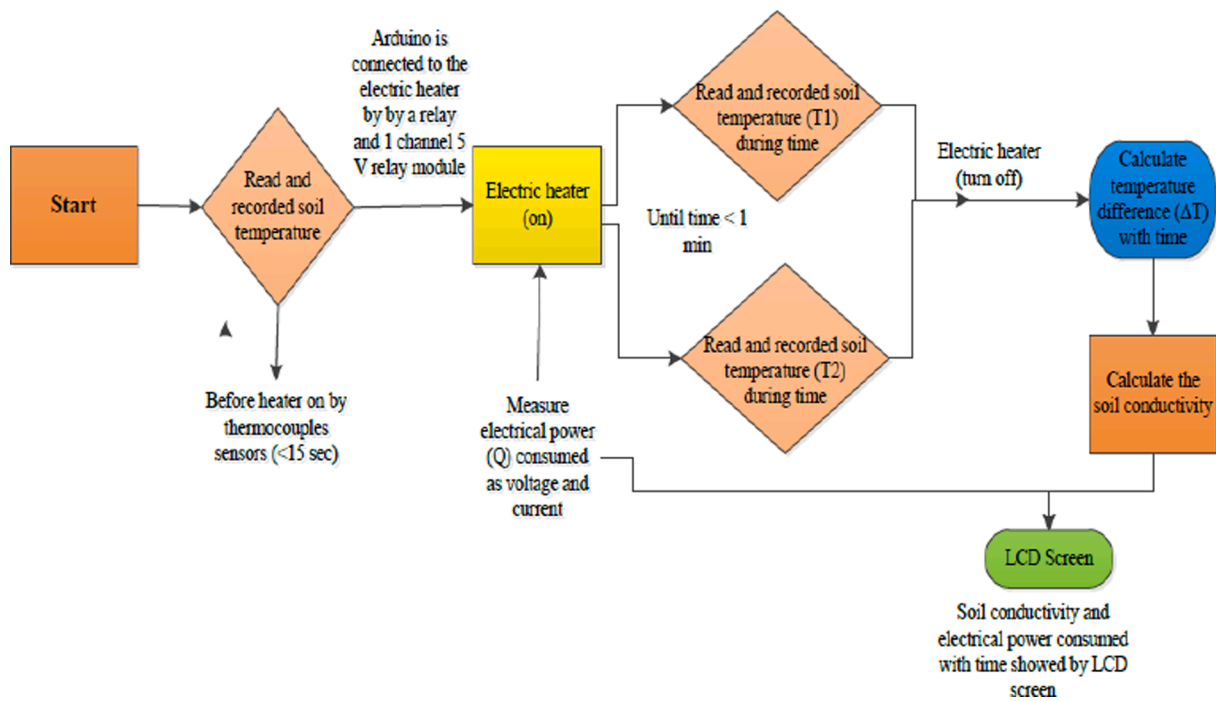 Start
Read and
recorded soil
temperature
Before heater on by
thermocouples
sensors (<15 sec)
Arduino is
connected to the
electric heater
by by a relay
and 1 channel 5
V relay module
Electric heater
(on)
Measure
electrical power
(Q) consumed
as voltage and
current
Read and recorded soil
temperature (T1)
during time
Until time < 1
min
Read and recorded soil
temperature (T2)
during time
Electric heater
(turn off)
Calculate
temperature
difference (ΔT)
with time
Calculate the
soil conductivity
LCD Screen
Soil conductivity and
electrical power consumed
with time showed by LCD
screen